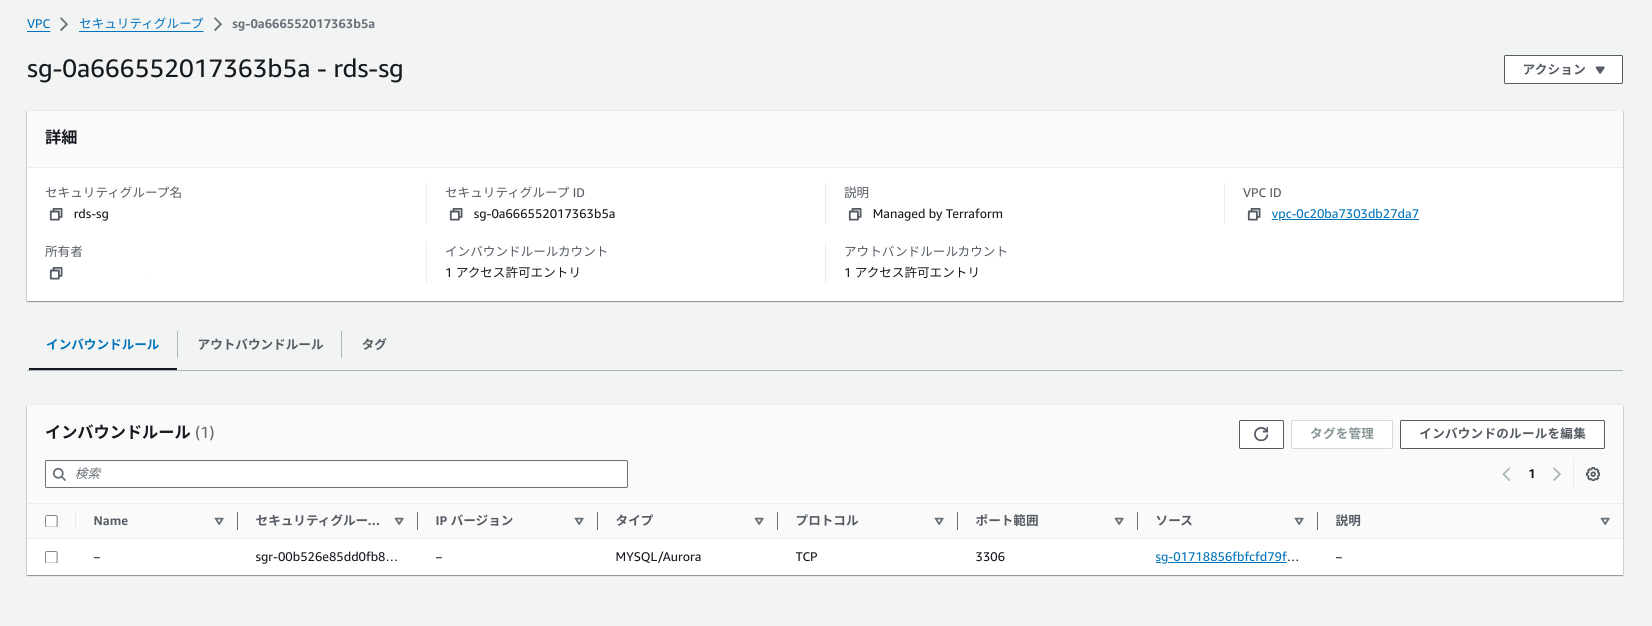 VPC セキュリティグループ sg-0a666552017363b5a
sg-0a666552017363b5a - rds-sg
アクション
詳細
セキュリティグループ名 セキュリティグループ ID 説明 VPC ID
rds-sg sg-0a666552017363b5a Managed by Terraform vpc-0c20ba7303db27da7
所有者 インバウンドルールカウント アウトバンドルールカウント
1 アクセス許可エントリ 1 アクセス許可エントリ
インバウンドルール アウトバウンドルール タグ
インバウンドルール (1)
タグを管理 インバウンドのルールを編集
検索
1
Name セキュリティグルー... IP バージョン タイプ プロトコル ポート範囲 ソース 説明
– sgr-00b526e85dd0fb8... – MYSQL/Aurora TCP 3306 sg-01718856fbfcfd79f... –